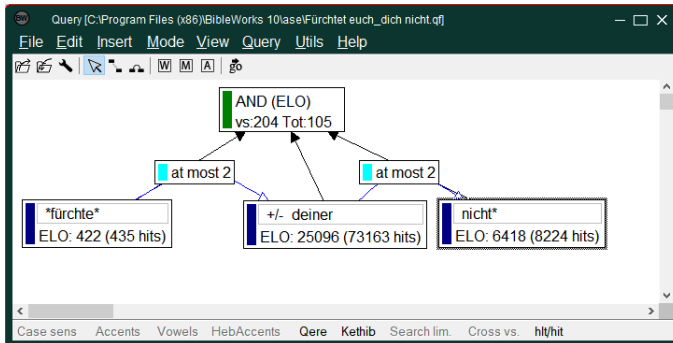 BW Query [C:\Program Files (x86)\BibleWorks 10\ase\Fürchtet euch_dich nicht.qf]
File Edit Insert Mode View Query Utils Help
W M A go
AND (ELO)
vs:204 Tot:105
at most 2 at most 2
*fürchte* +/- deiner nicht*
ELO: 422 (435 hits) ELO: 25096 (73163 hits) ELO: 6418 (8224 hits)
Case sens Accents Vowels HebAccents Qere Kethib Search lim. Cross vs. hlt/hit